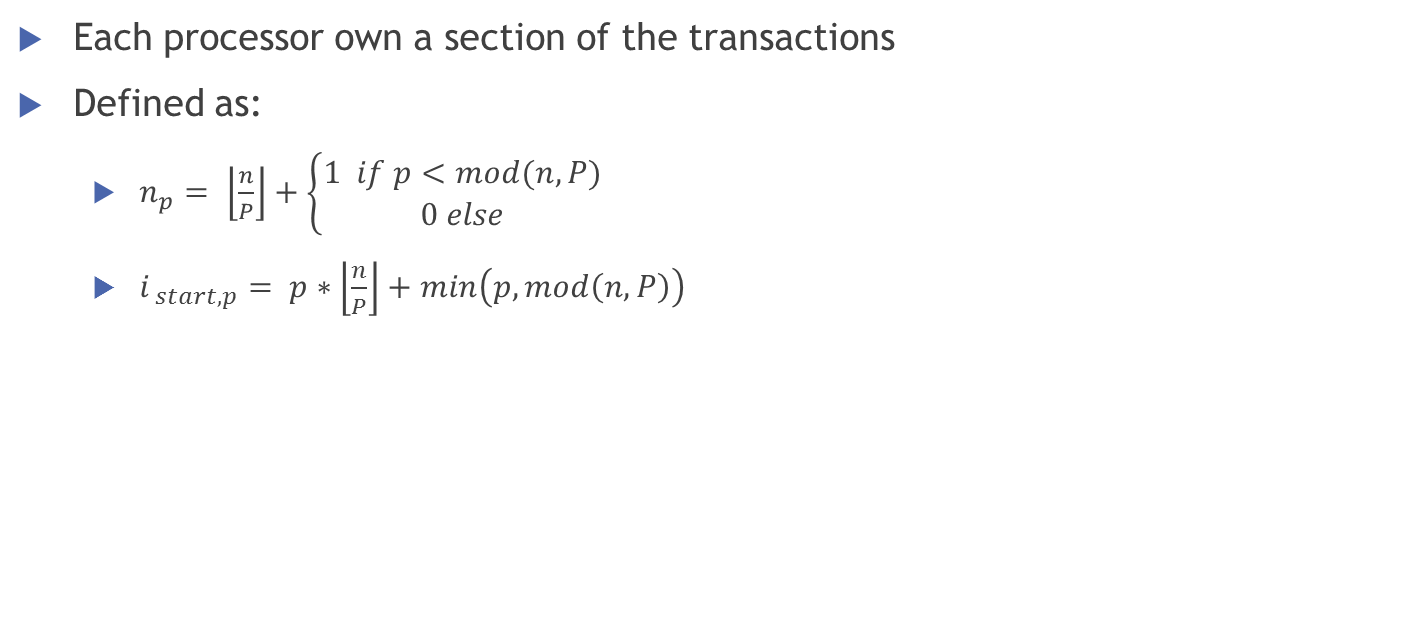 Each processor own a section of the transactions
Defined as:
n_p = ⌊n/P⌋ + {1 if p < mod(n, P)
0 else
i_start,p = p * ⌊n/P⌋ + min(p, mod(n, P))